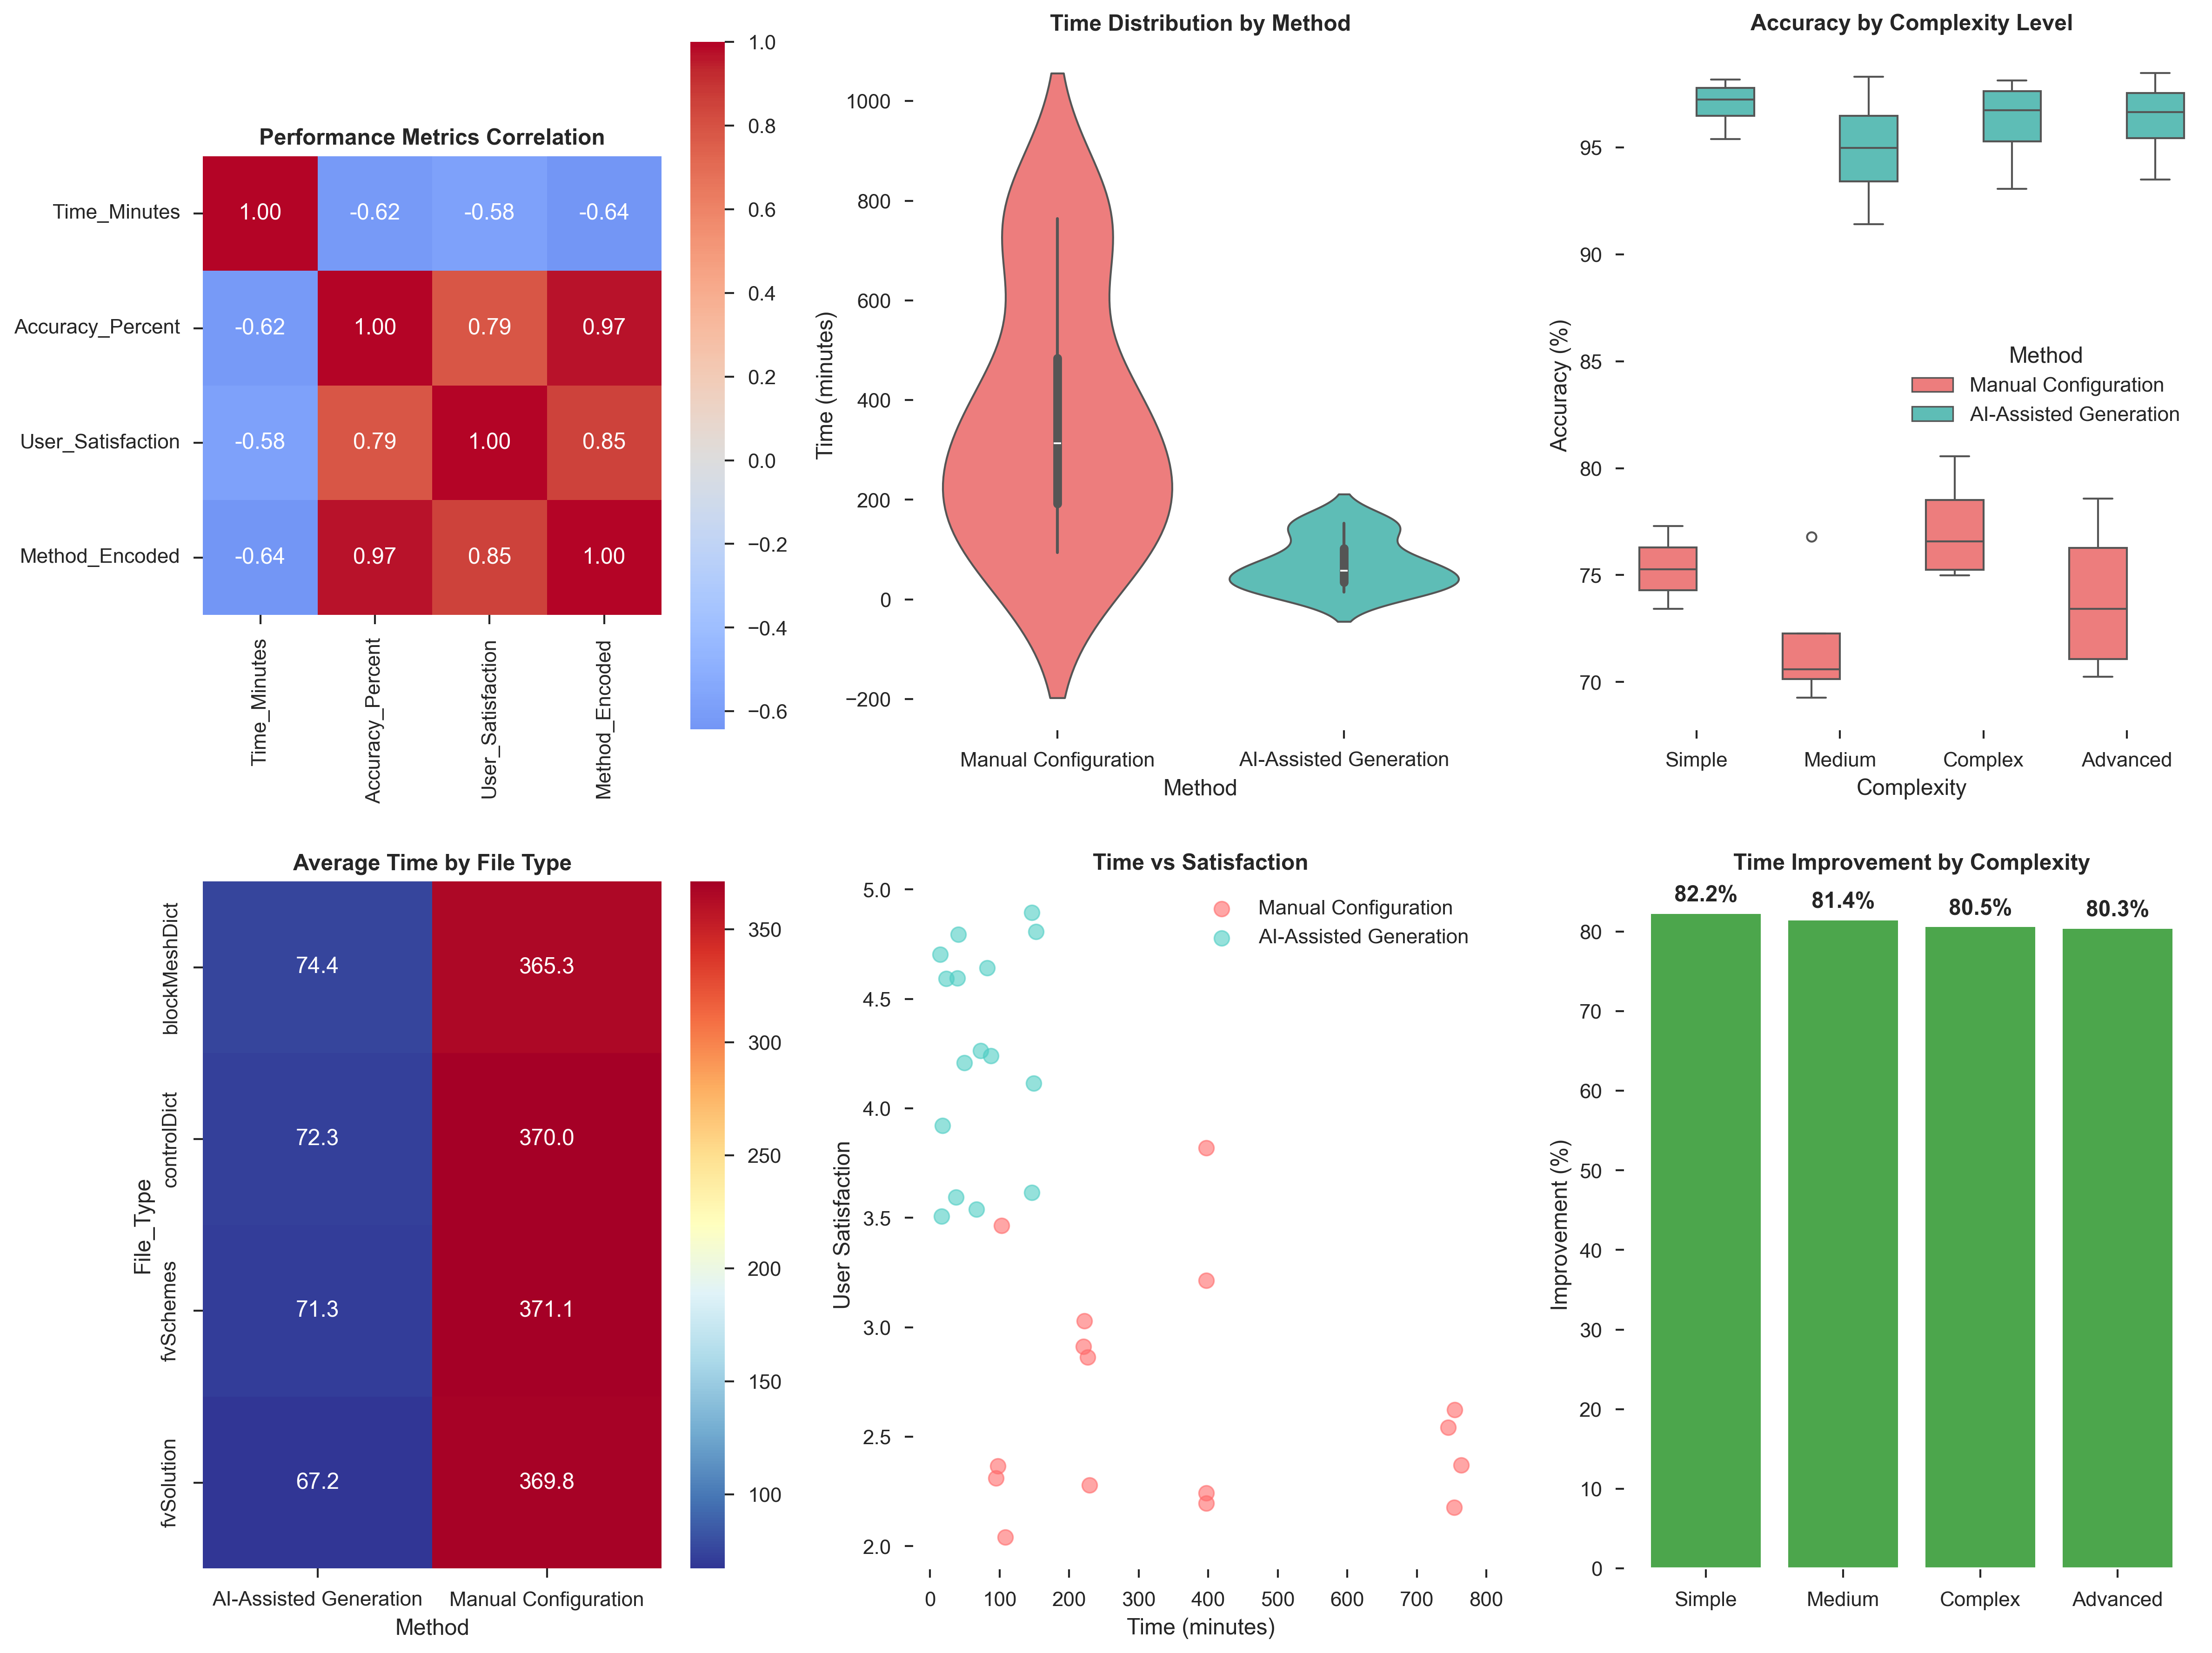 Performance Metrics Correlation
1.0
0.8
0.6
0.4
0.2
0.0
−0.2
−0.4
−0.6
Time_Minutes
1.00 -0.62 -0.58 -0.64
Accuracy_Percent
-0.62 1.00 0.79 0.97
User_Satisfaction
-0.58 0.79 1.00 0.85
Method_Encoded
-0.64 0.97 0.85 1.00
Time_Minutes
Accuracy_Percent
User_Satisfaction
Method_Encoded
Time Distribution by Method
Time (minutes)
1000
800
600
400
200
0
−200
Manual Configuration AI-Assisted Generation
Method
Accuracy by Complexity Level
Accuracy (%)
95
90
85
80
75
70
Method
Manual Configuration
AI-Assisted Generation
Simple Medium Complex Advanced
Complexity
Average Time by File Type
File_Type
blockMeshDict
74.4 365.3
controlDict
72.3 370.0
fvSchemes
71.3 371.1
fvSolution
67.2 369.8
AI-Assisted Generation Manual Configuration
Method
350
300
250
200
150
100
Time vs Satisfaction
Manual Configuration
AI-Assisted Generation
User Satisfaction
5.0
4.5
4.0
3.5
3.0
2.5
2.0
0 100 200 300 400 500 600 700 800
Time (minutes)
Time Improvement by Complexity
82.2% 81.4% 80.5% 80.3%
Improvement (%)
80
70
60
50
40
30
20
10
0
Simple Medium Complex Advanced